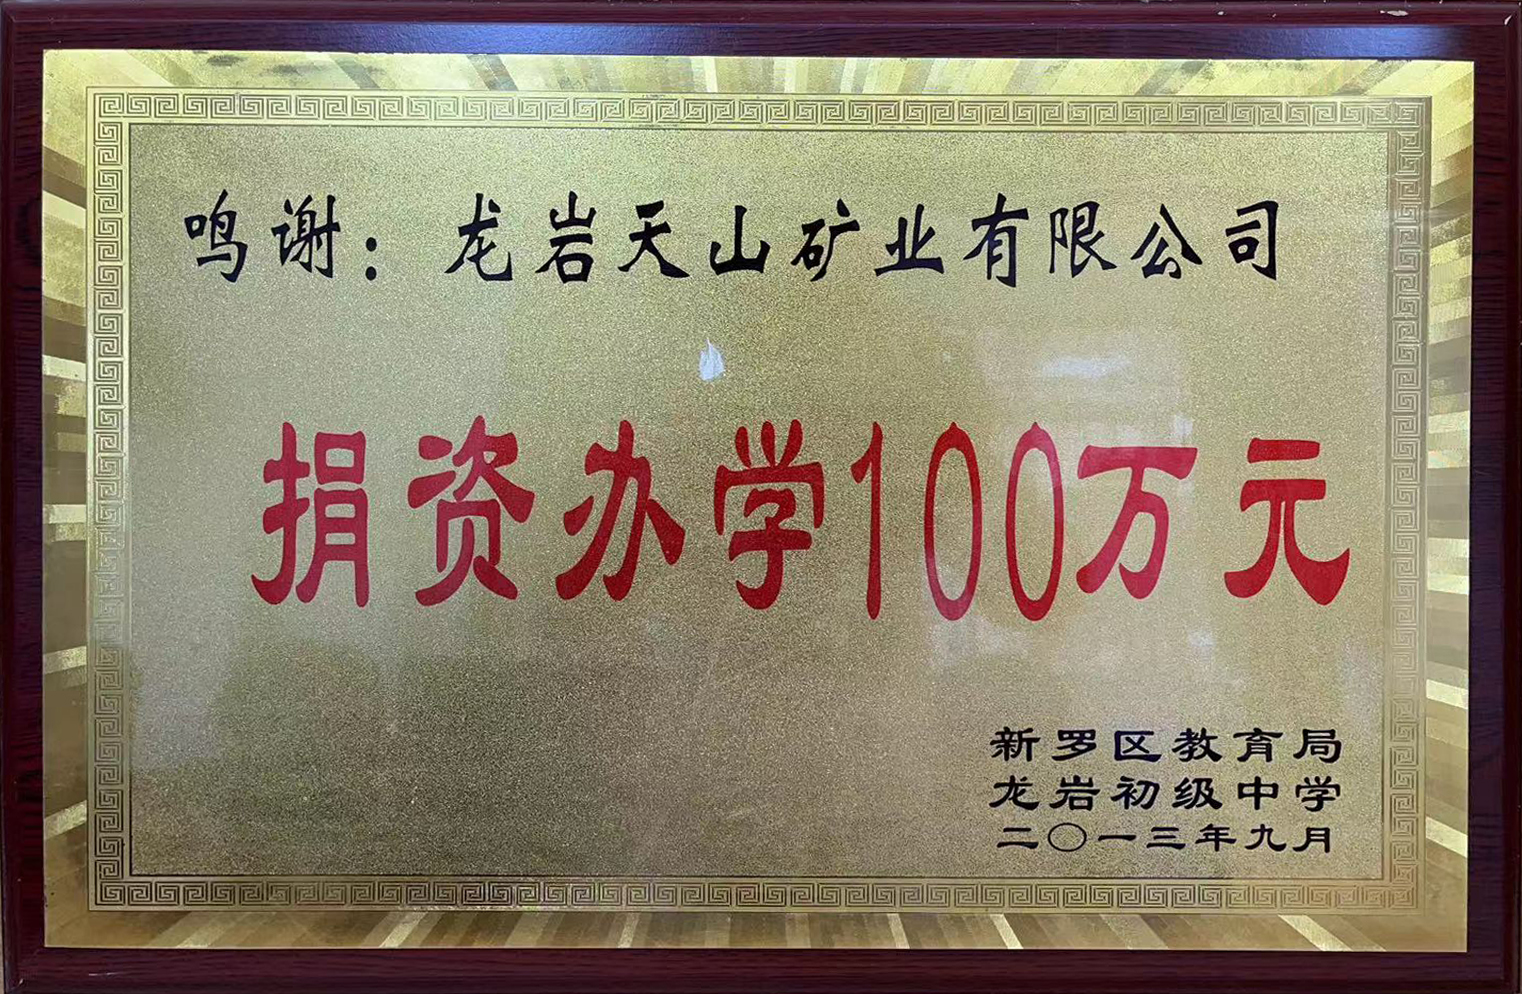 鸣谢：龙岩天山矿业有限公司
捐资办学100万元
新罗区教育局
龙岩初级中学
二〇一三年九月